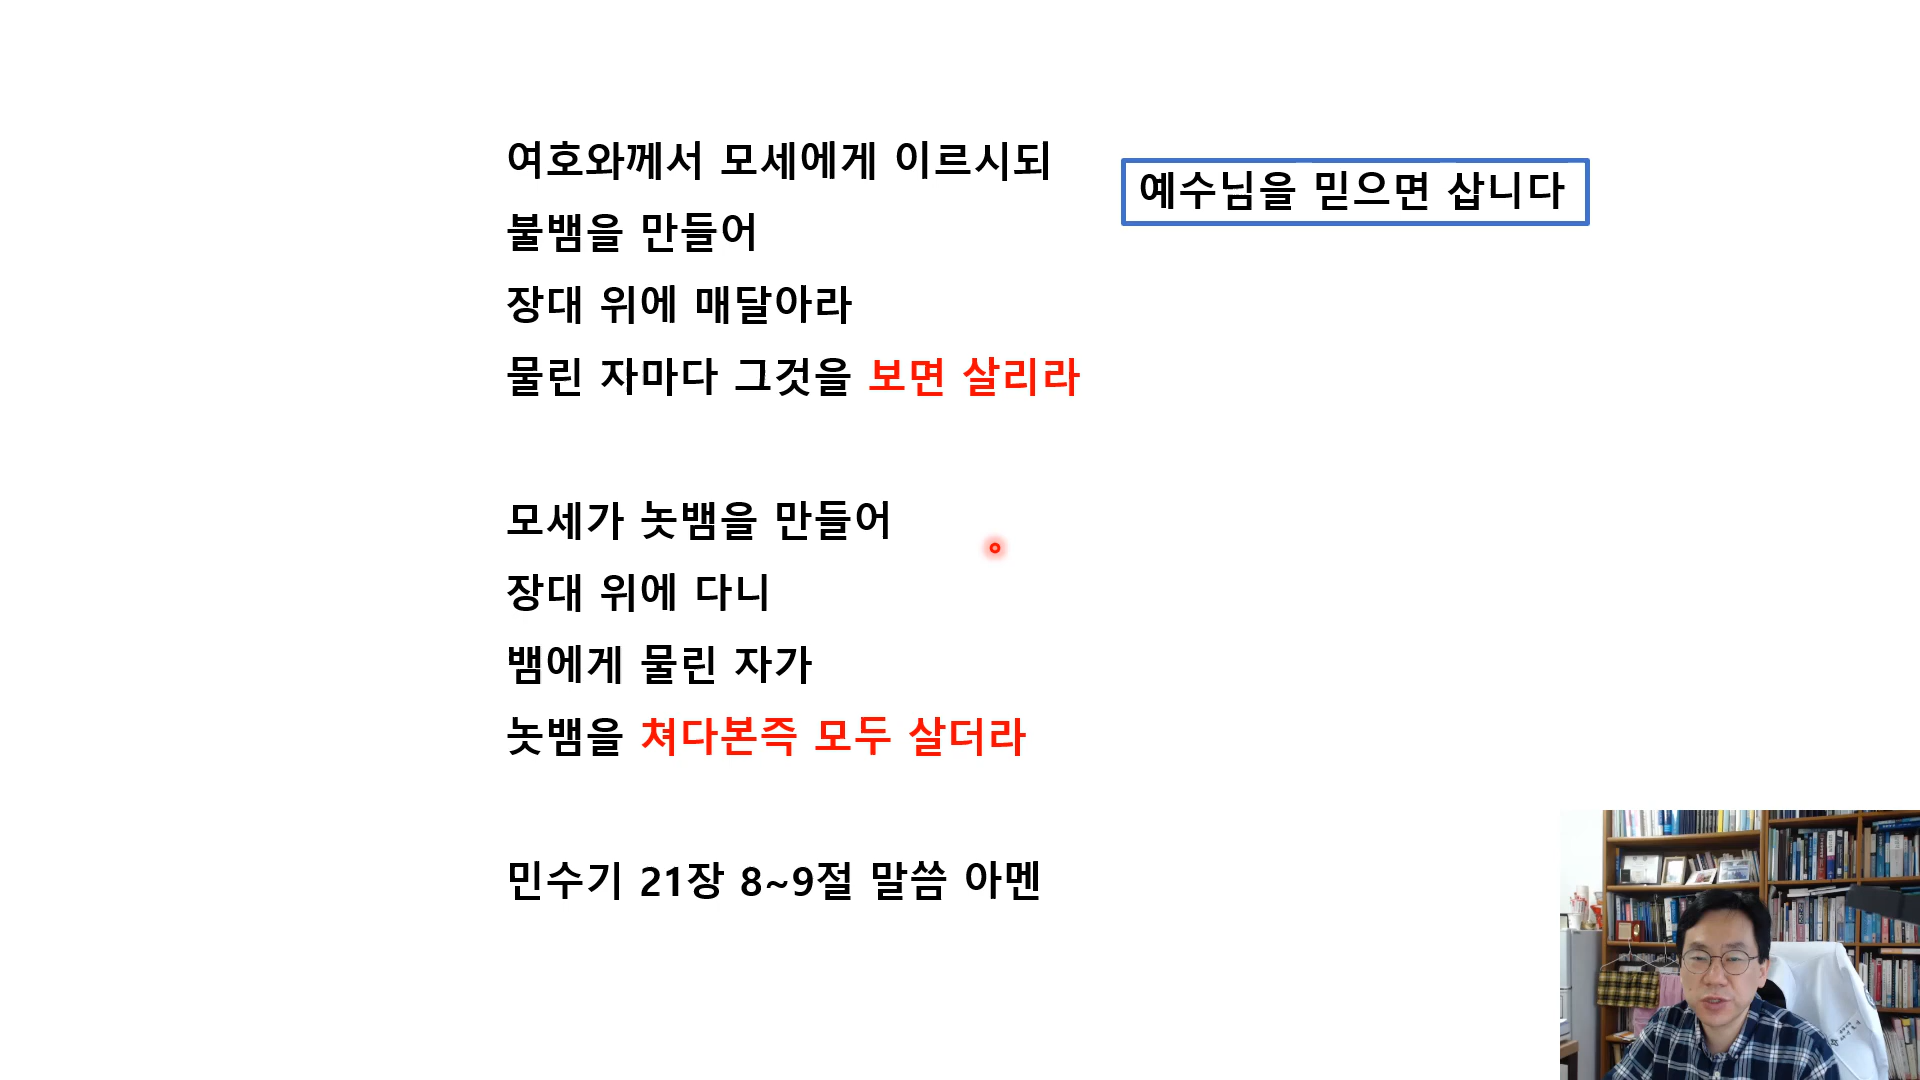 여호와께서 모세에게 이르시되
예수님을 믿으면 삽니다
불뱀을 만들어
장대 위에 매달아라
물린 자마다 그것을 보면 살리라
모세가 놋뱀을 만들어
장대 위에 다니
뱀에게 물린 자가
놋뱀을 쳐다본즉 모두 살더라
민수기 21장 8~9절 말씀 아멘